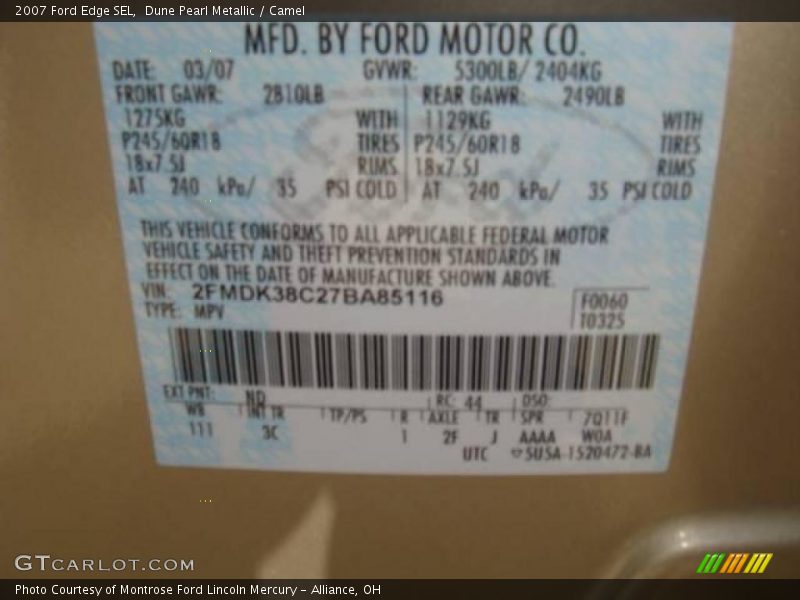 2007 Ford Edge SEL, Dune Pearl Metallic / Camel
MFD. BY FORD MOTOR CO.
DATE: 03/07 GVWR: 5300LB/ 2404KG
FRONT GAWR: 2810LB REAR GAWR: 2490LB
1275KG WITH 1129KG WITH
P245/60R18 TIRES P245/60R18 TIRES
18x7.5J RIMS 18x7.5J RIMS
AT 240 kPa/ 35 PSI COLD AT 240 kPa/ 35 PSI COLD
THIS VEHICLE CONFORMS TO ALL APPLICABLE FEDERAL MOTOR
VEHICLE SAFETY AND THEFT PREVENTION STANDARDS IN
EFFECT ON THE DATE OF MANUFACTURE SHOWN ABOVE.
VIN: 2FMDK38C27BA85116 F0060
TYPE: MPV T0325
EXT PNT: ND RC: 44 DSO:
WB INT TR TP/PS R AXLE TR SPR 7Q11F
111 3C 1 2F J AAAA W0A
UTC SU5A-1520472-BA
GTCARLOT.COM
Photo Courtesy of Montrose Ford Lincoln Mercury - Alliance, OH